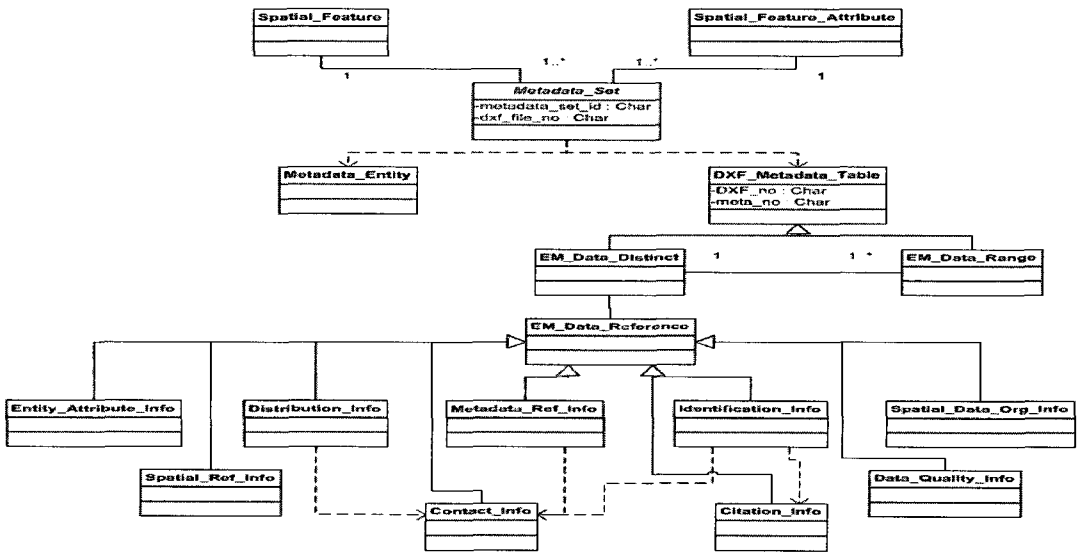 Spatial_Feature
Spatial_Feature_Attribute
1 1..* 1..* 1
Metadata_Set
-metadata_set_id : Char
-dxf_file_no : Char
Metadata_Entity
DXF_Metadata_Table
-DXF_no : Char
-meta_no : Char
EM_Data_Distinct
1
1 *
EM_Data_Range
EM_Data_Reference
Entity_Attribute_Info
Distribution_Info
Metadata_Ref_Info
Identification_Info
Spatial_Data_Org_Info
Spatial_Ref_Info
Data_Quality_Info
Contact_Info
Citation_Info